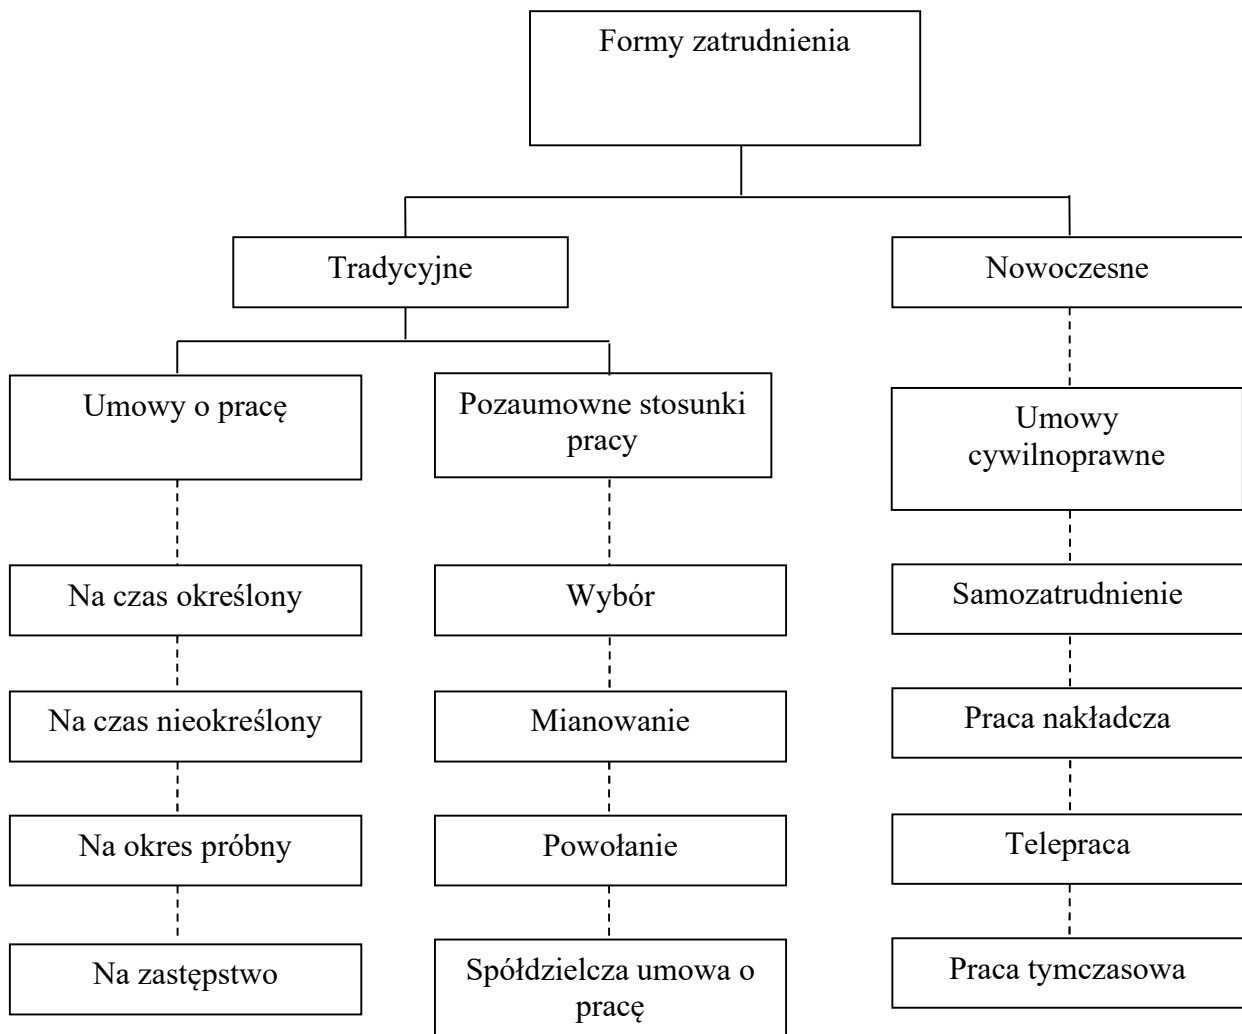 Formy zatrudnienia
Tradycyjne
Nowoczesne
Umowy o pracę
Pozaumowne stosunki
pracy
Umowy
cywilnoprawne
Na czas określony
Wybór
Samozatrudnienie
Na czas nieokreślony
Mianowanie
Praca nakładcza
Na okres próbny
Powołanie
Telepraca
Na zastępstwo
Spółdzielcza umowa o
pracę
Praca tymczasowa